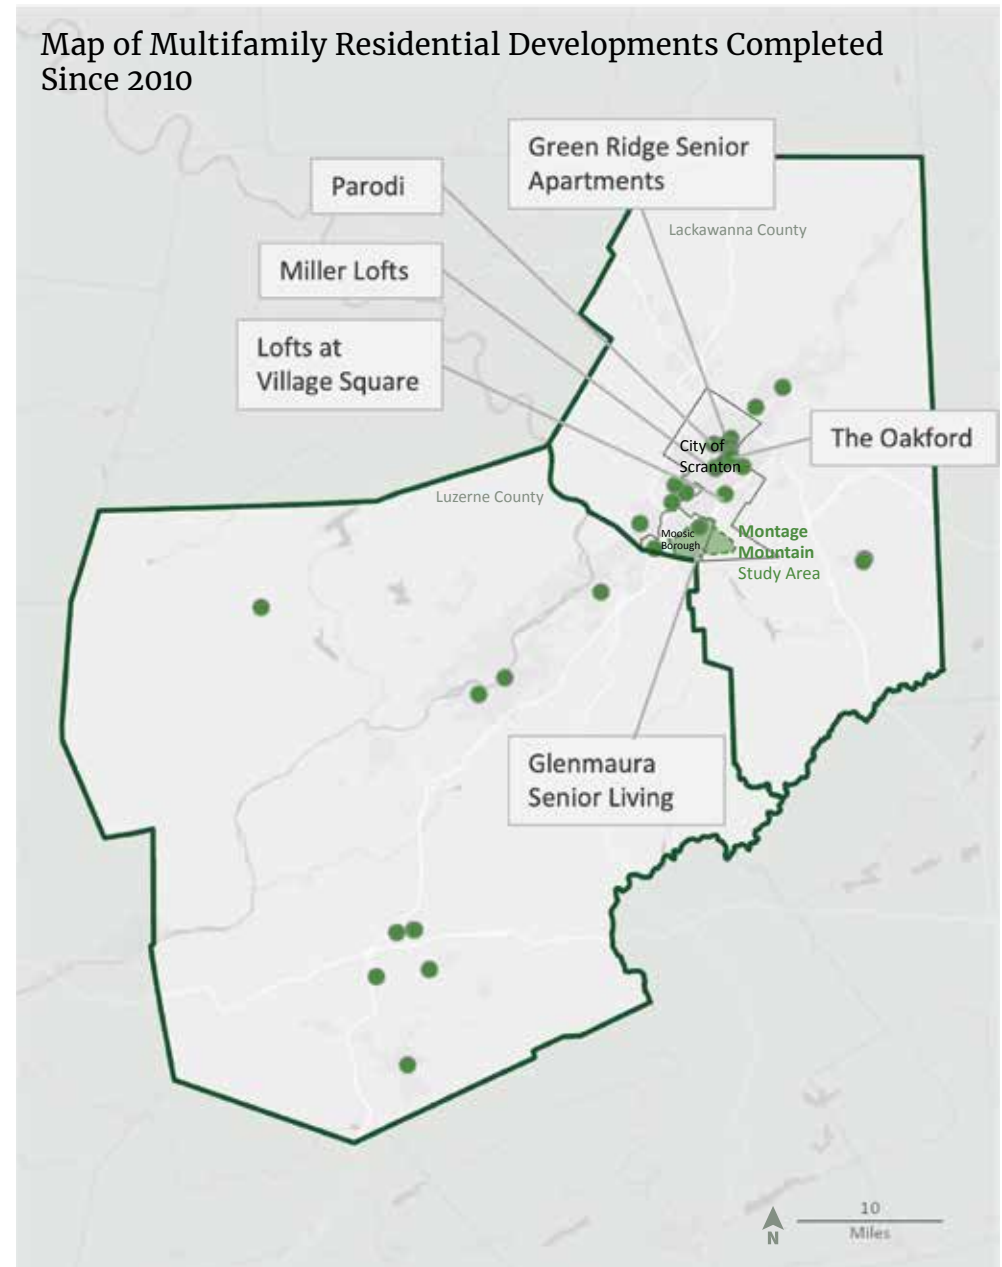 Map of Multifamily Residential Developments Completed
Since 2010
Green Ridge Senior
Apartments
Parodi
Lackawanna County
Miller Lofts
Lofts at
Village Square
The Oakford
City of
Scranton
Luzerne County
Moosic
Borough
Montage
Mountain
Study Area
Glenmaura
Senior Living
10
Miles
N